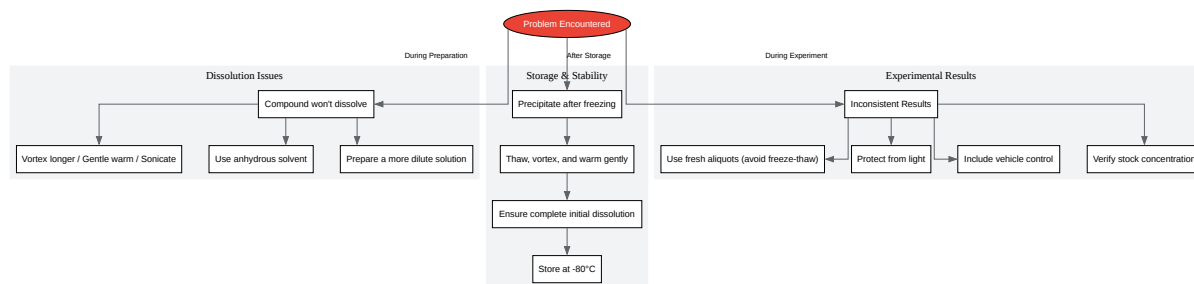 Problem Encountered
During Preparation
After Storage
During Experiment
Dissolution Issues
Storage & Stability
Experimental Results
Compound won't dissolve
Precipitate after freezing
Inconsistent Results
Vortex longer / Gentle warm / Sonicate
Use anhydrous solvent
Prepare a more dilute solution
Thaw, vortex, and warm gently
Use fresh aliquots (avoid freeze-thaw)
Protect from light
Include vehicle control
Verify stock concentration
Ensure complete initial dissolution
Store at -80°C